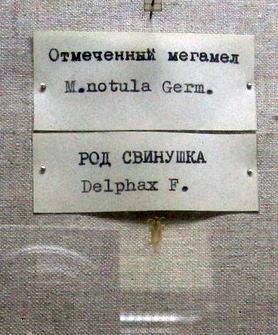 Отмеченный мегамел
M.notula Germ.
РОД СВИНУШКА
Delphax F.